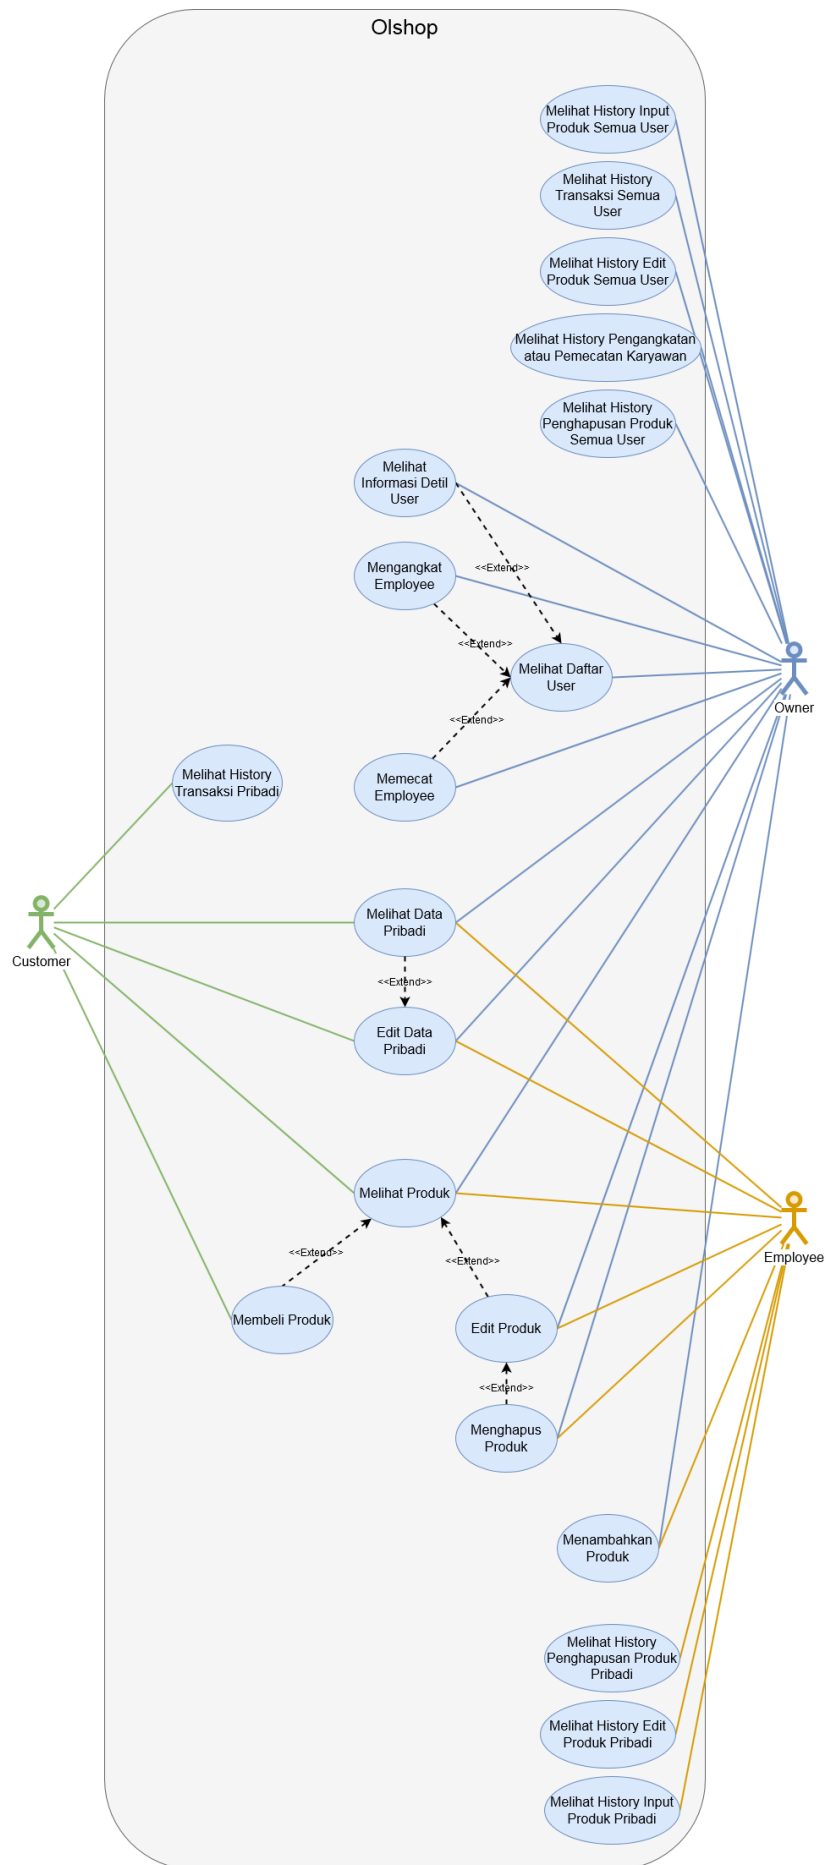 Olshop
Melihat History Input
Produk Semua User
Melihat History
Transaksi Semua
User
Melihat History Edit
Produk Semua User
Melihat History Pengangkatan
atau Pemecatan Karyawan
Melihat History
Penghapusan Produk
Semua User
Melihat
Informasi Detil
User
<<Extend>>
Mengangkat
Employee
<<Extend>>
Melihat Daftar
User
Owner
<<Extend>>
Memecat
Employee
Melihat History
Transaksi Pribadi
Customer
Melihat Data
Pribadi
<<Extend>>
Edit Data
Pribadi
Melihat Produk
Employee
<<Extend>>
<<Extend>>
Membeli Produk
Edit Produk
<<Extend>>
Menghapus
Produk
Menambahkan
Produk
Melihat History
Penghapusan Produk
Pribadi
Melihat History Edit
Produk Pribadi
Melihat History Input
Produk Pribadi